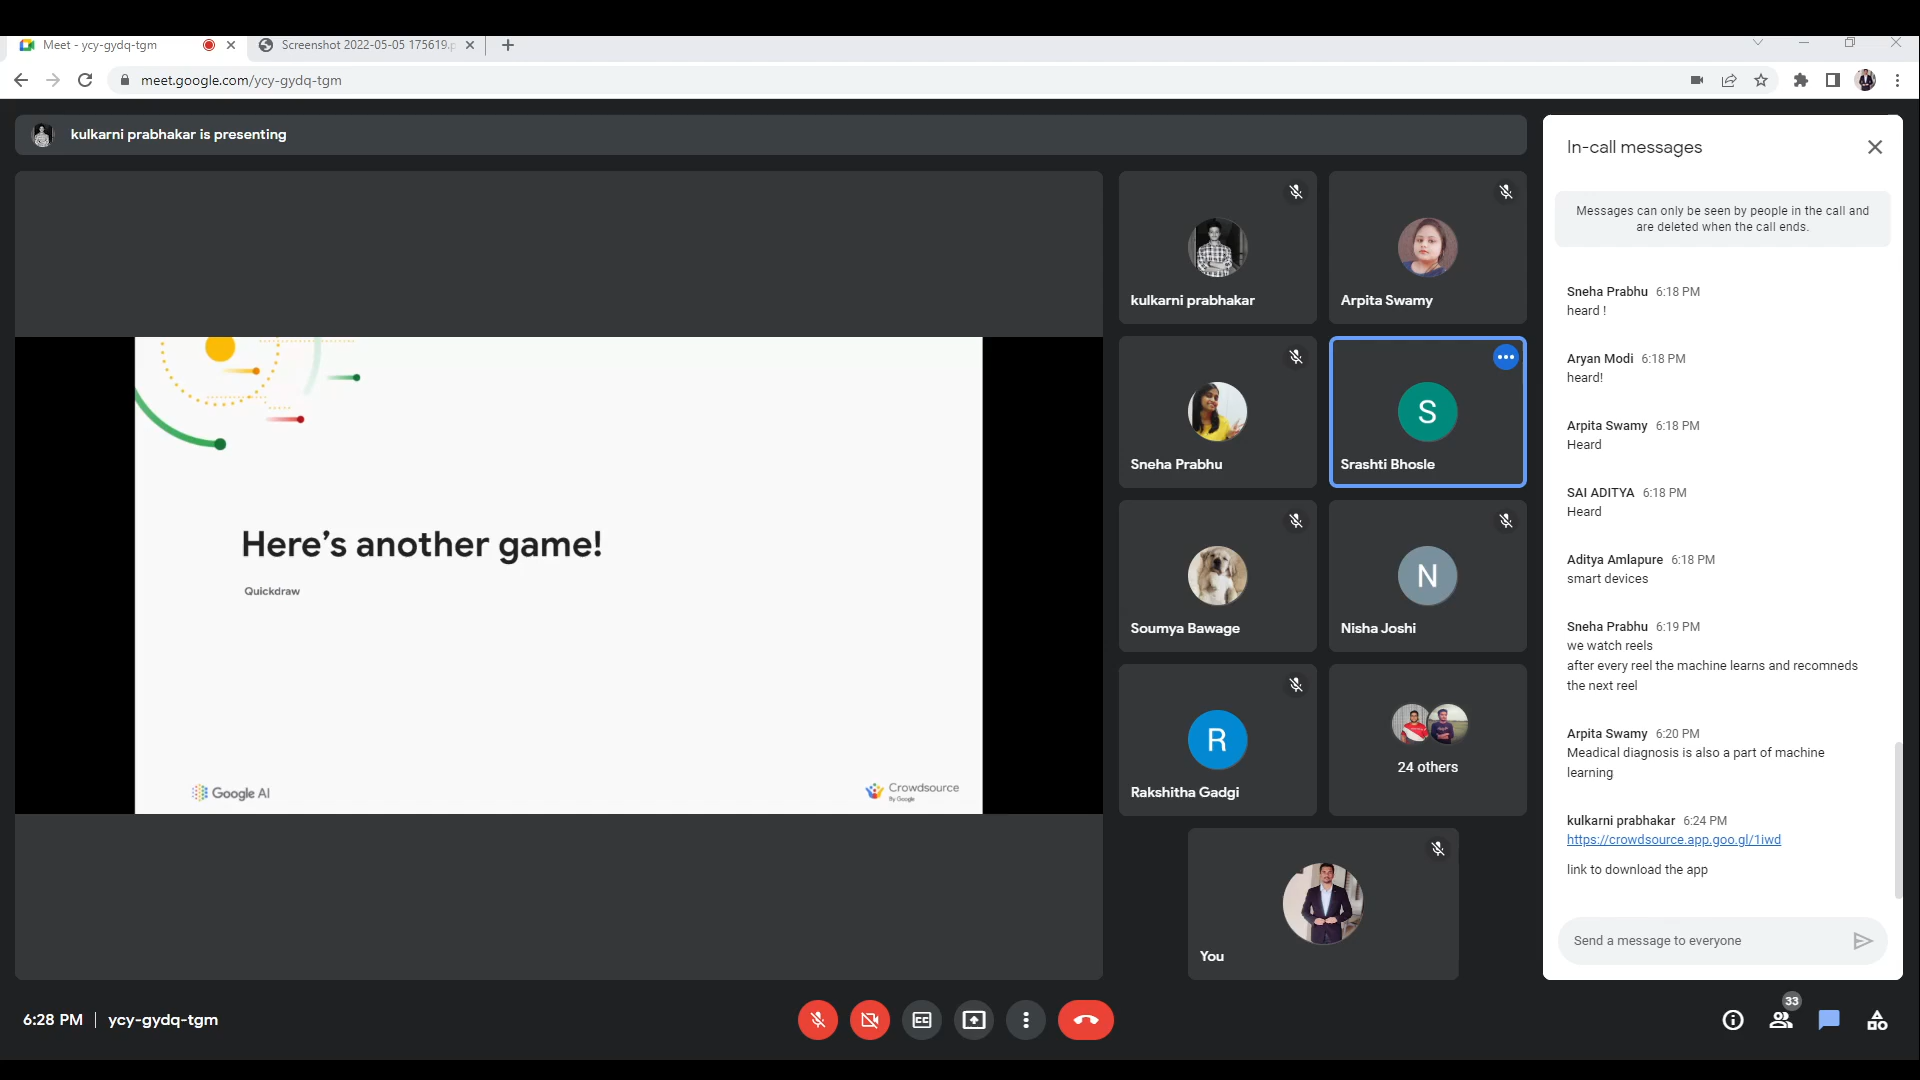 Meet - ycy-gydq-tgm
Screenshot 2022-05-05 175619.p
meet.google.com/ycy-gydq-tgm
kulkarni prabhakar is presenting
kulkarni prabhakar
Arpita Swamy
Sneha Prabhu
S
Srashti Bhosle
Soumya Bawage
N
Nisha Joshi
R
Rakshitha Gadgi
24 others
You
Here’s another game!
Quickdraw
Google AI
Crowdsource
By Google
In-call messages
Messages can only be seen by people in the call and
are deleted when the call ends.
Sneha Prabhu 6:18 PM
heard !
Aryan Modi 6:18 PM
heard!
Arpita Swamy 6:18 PM
Heard
SAI ADITYA 6:18 PM
Heard
Aditya Amlapure 6:18 PM
smart devices
Sneha Prabhu 6:19 PM
we watch reels
after every reel the machine learns and recomneds
the next reel
Arpita Swamy 6:20 PM
Meadical diagnosis is also a part of machine
learning
kulkarni prabhakar 6:24 PM
https://crowdsource.app.goo.gl/1iwd
link to download the app
Send a message to everyone
6:28 PM | ycy-gydq-tgm
CC
33